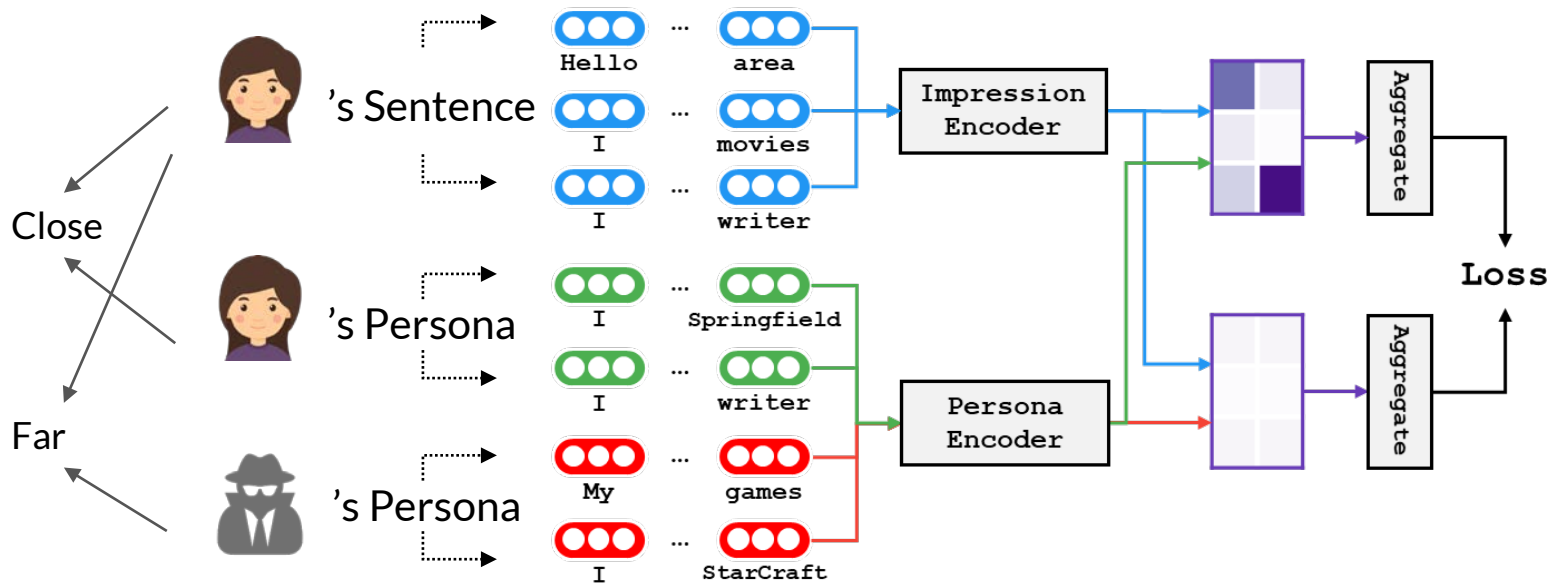 Close
Far
's Sentence
's Persona
's Persona
Hello ... area
I ... movies
I ... writer
I ... Springfield
I ... writer
My ... games
I ... StarCraft
Impression
Encoder
Persona
Encoder
Aggregate
Aggregate
Loss